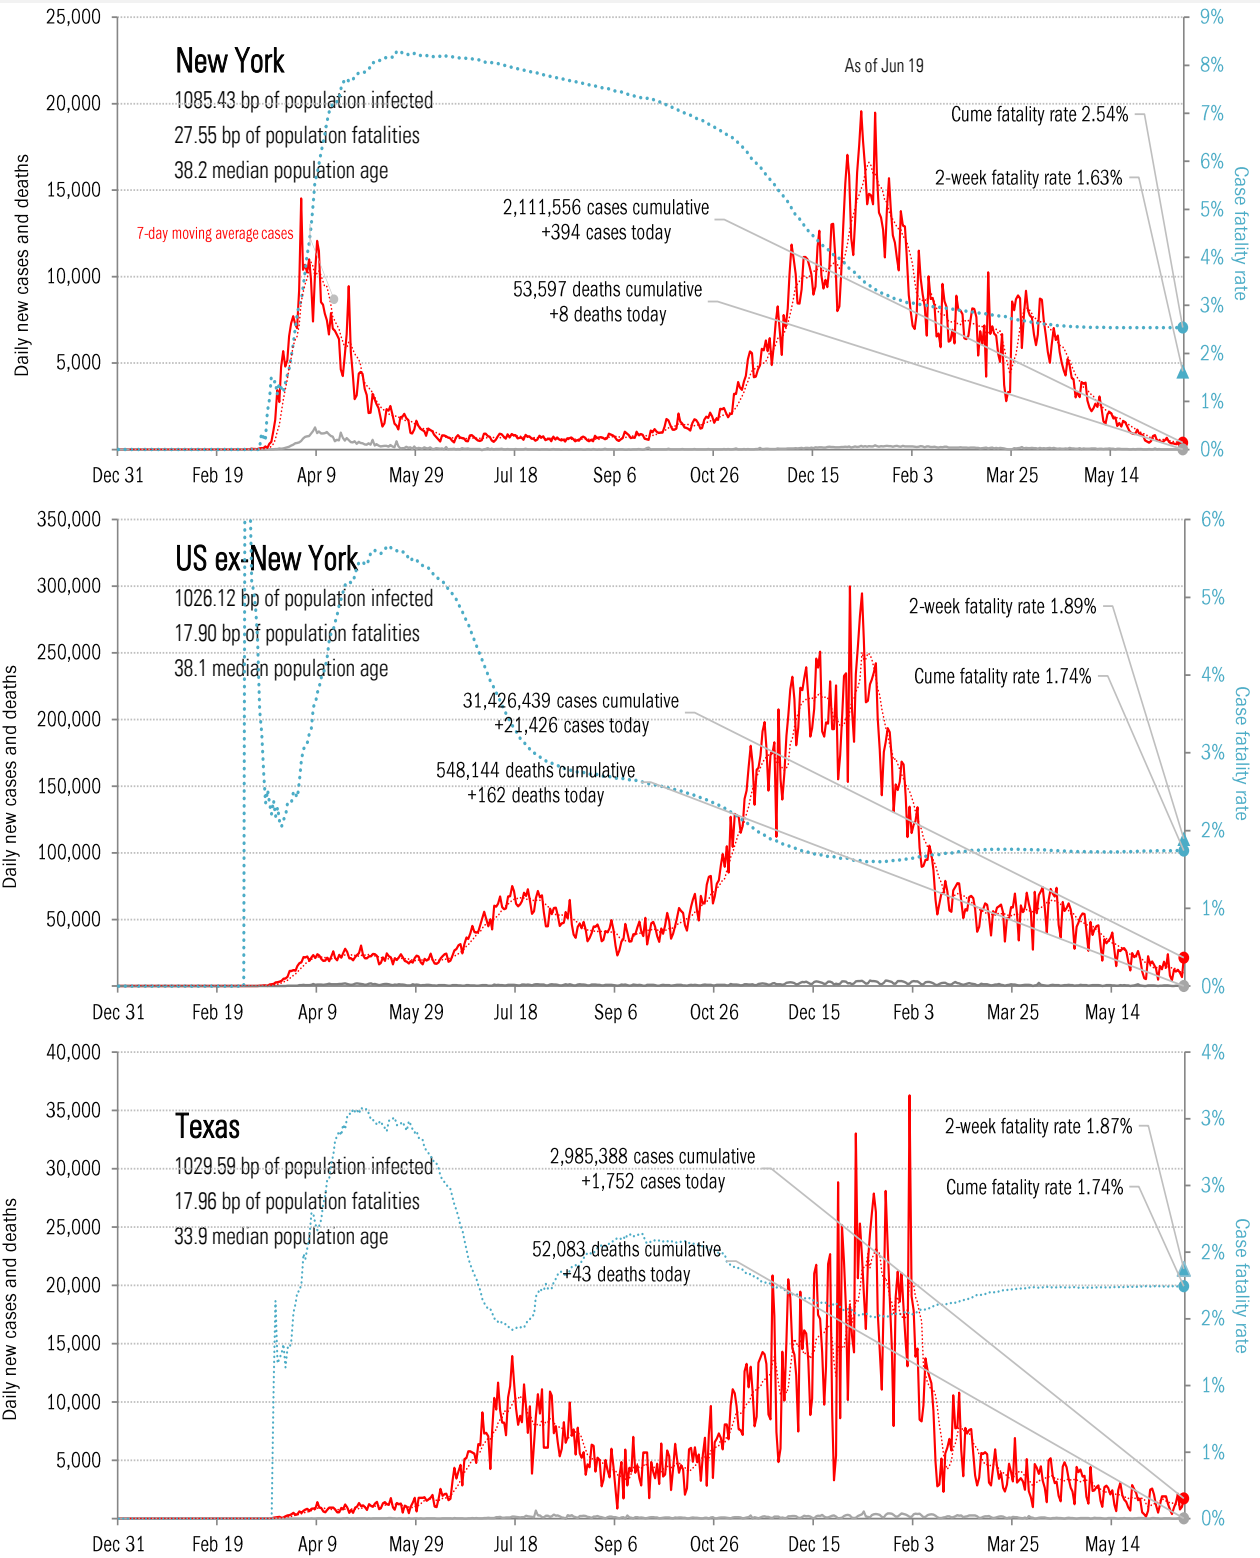 25,000
9%
New York
As of Jun 19
8%
1085.43 bp of population infected
20,000
Cume fatality rate 2.54%
7%
27.55 bp of population fatalities
38.2 median population age
6%
2-week fatality rate 1.63%
15,000
2,111,556 cases cumulative
+394 cases today
5%
7-day moving average cases
Daily new cases and deaths
Case fatality rate
4%
10,000
53,597 deaths cumulative
+8 deaths today
3%
5,000
2%
1%
0%
Dec 31 Feb 19 Apr 9 May 29 Jul 18 Sep 6 Oct 26 Dec 15 Feb 3 Mar 25 May 14
350,000
6%
US ex-New York
300,000
1026.12 bp of population infected
5%
2-week fatality rate 1.89%
17.90 bp of population fatalities
250,000
38.1 median population age
4%
Cume fatality rate 1.74%
31,426,439 cases cumulative
+21,426 cases today
200,000
Daily new cases and deaths
Case fatality rate
3%
548,144 deaths cumulative
+162 deaths today
150,000
2%
100,000
50,000
1%
0%
Dec 31 Feb 19 Apr 9 May 29 Jul 18 Sep 6 Oct 26 Dec 15 Feb 3 Mar 25 May 14
40,000
4%
35,000
3%
Texas
2-week fatality rate 1.87%
30,000
1029.59 bp of population infected
2,985,388 cases cumulative
+1,752 cases today
3%
Cume fatality rate 1.74%
17.96 bp of population fatalities
25,000
33.9 median population age
52,083 deaths cumulative
+43 deaths today
2%
Daily new cases and deaths
Case fatality rate
20,000
2%
15,000
1%
10,000
1%
5,000
0%
Dec 31 Feb 19 Apr 9 May 29 Jul 18 Sep 6 Oct 26 Dec 15 Feb 3 Mar 25 May 14